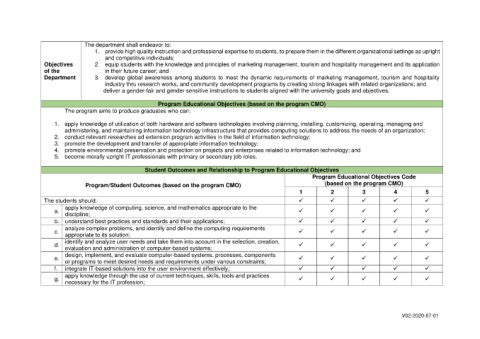 The department shall endeavor to:
1. provide high quality instruction and professional expertise to students, to prepare them in the different organizational settings as upright
and competitive individuals;
Objectives
of the
Department
2. equip students with the knowledge and principles of marketing management, tourism and hospitality management and its application
in their future career; and
3. develop global awareness among students to meet the dynamic requirements of marketing management, tourism and hospitality
industry thru research works, and community development programs by creating strong linkages with related organizations; and
deliver a gender-fair and gender sensitive instructions to students aligned with the university goals and objectives.
Program Educational Objectives (based on the program CMO)
The program aims to produce graduates who can:
1. apply knowledge of utilization of both hardware and software technologies involving planning, installing, customizing, operating, managing and
administering, and maintaining information technology infrastructure that provides computing solutions to address the needs of an organization;
2. conduct relevant researches ad extension program activities in the field of Information technology;
3. promote the development and transfer of appropriate information technology;
4. promote environmental preservation and protection on projects and enterprises related to information technology; and
5. become morally upright IT professionals with primary or secondary job roles.
Student Outcomes and Relationship to Program Educational Objectives
Program/Student Outcomes (based on the program CMO)
Program Educational Objectives Code
(based on the program CMO)
1 2 3 4 5
The students should: ✓ ✓ ✓ ✓ ✓
a. apply knowledge of computing, science, and mathematics appropriate to the
discipline; ✓ ✓ ✓ ✓ ✓
b. understand best practices and standards and their applications; ✓ ✓ ✓ ✓ ✓
c. analyze complex problems, and identify and define the computing requirements
appropriate to its solution; ✓ ✓ ✓ ✓ ✓
d. identify and analyze user needs and take them into account in the selection, creation,
evaluation and administration of computer-based systems; ✓ ✓ ✓ ✓ ✓
e. design, implement, and evaluate computer-based systems, processes, components
or programs to meet desired needs and requirements under various constraints; ✓ ✓ ✓ ✓ ✓
f. integrate IT-based solutions into the user environment effectively; ✓ ✓ ✓ ✓ ✓
g. apply knowledge through the use of current techniques, skills, tools and practices
necessary for the IT profession; ✓ ✓ ✓ ✓ ✓
V02-2020-07-01